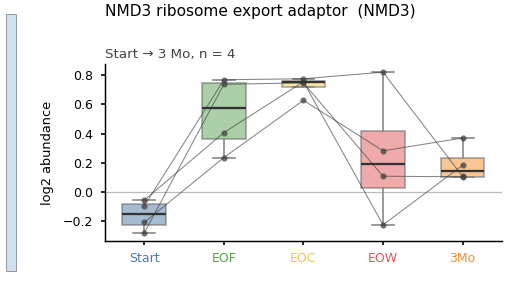 NMD3 ribosome export adaptor  (NMD3)
Start → 3 Mo, n = 4
log2 abundance
0.8
0.6
0.4
0.2
0.0
−0.2
Start EOF EOC EOW 3Mo